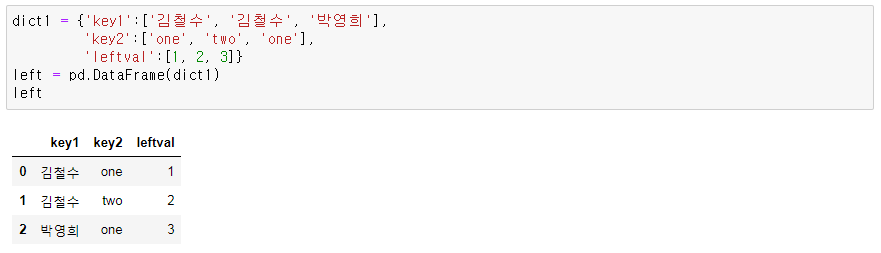 dict1 = {'key1':['김철수', '김철수', '박영희'],
'key2':['one', 'two', 'one'],
'leftval':[1, 2, 3]}
left = pd.DataFrame(dict1)
left
key1 key2 leftval
0 김철수 one 1
1 김철수 two 2
2 박영희 one 3